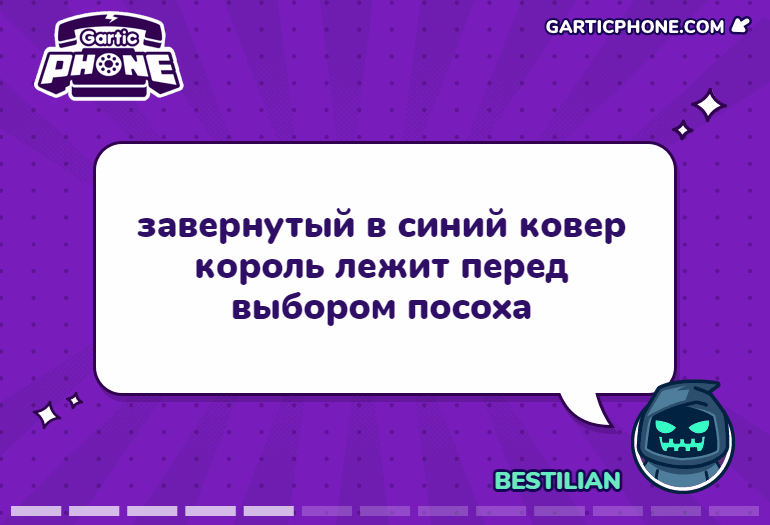 Gartic
PHONE
GARTICPHONE.COM
завернутый в синий ковер
король лежит перед
выбором посоха
BESTILIAN